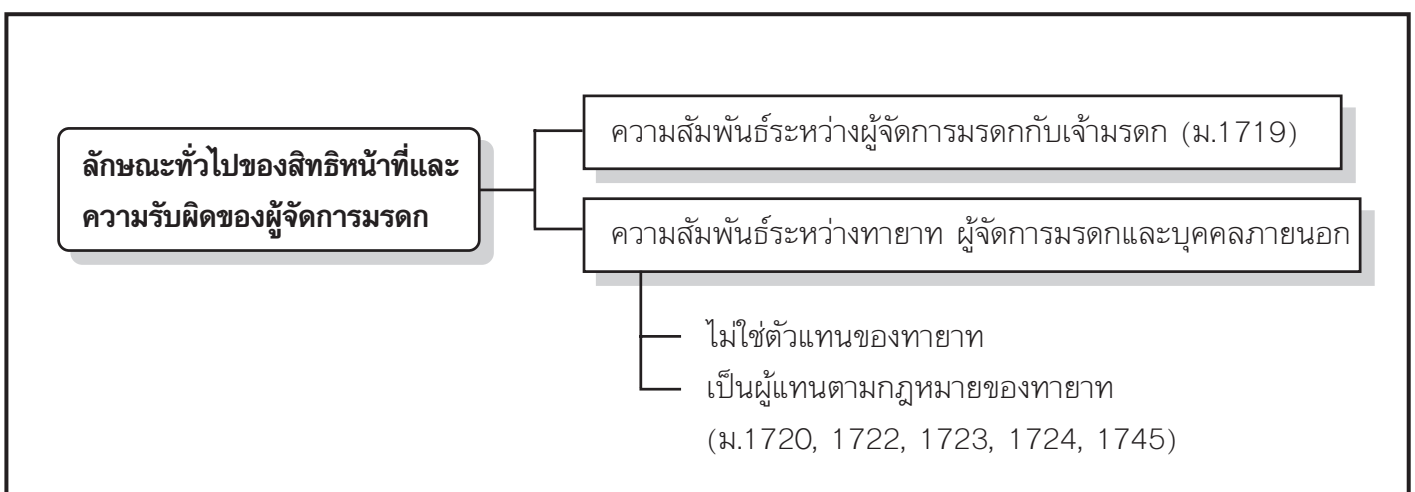 ลักษณะทั่วไปของสิทธิหน้าที่และ
ความรับผิดของผู้จัดการมรดก
ความสัมพันธ์ระหว่างผู้จัดการมรดกกับเจ้ามรดก (ม.1719)
ความสัมพันธ์ระหว่างทายาท ผู้จัดการมรดกและบุคคลภายนอก
ไม่ใช่ตัวแทนของทายาท
เป็นผู้แทนตามกฎหมายของทายาท
(ม.1720, 1722, 1723, 1724, 1745)